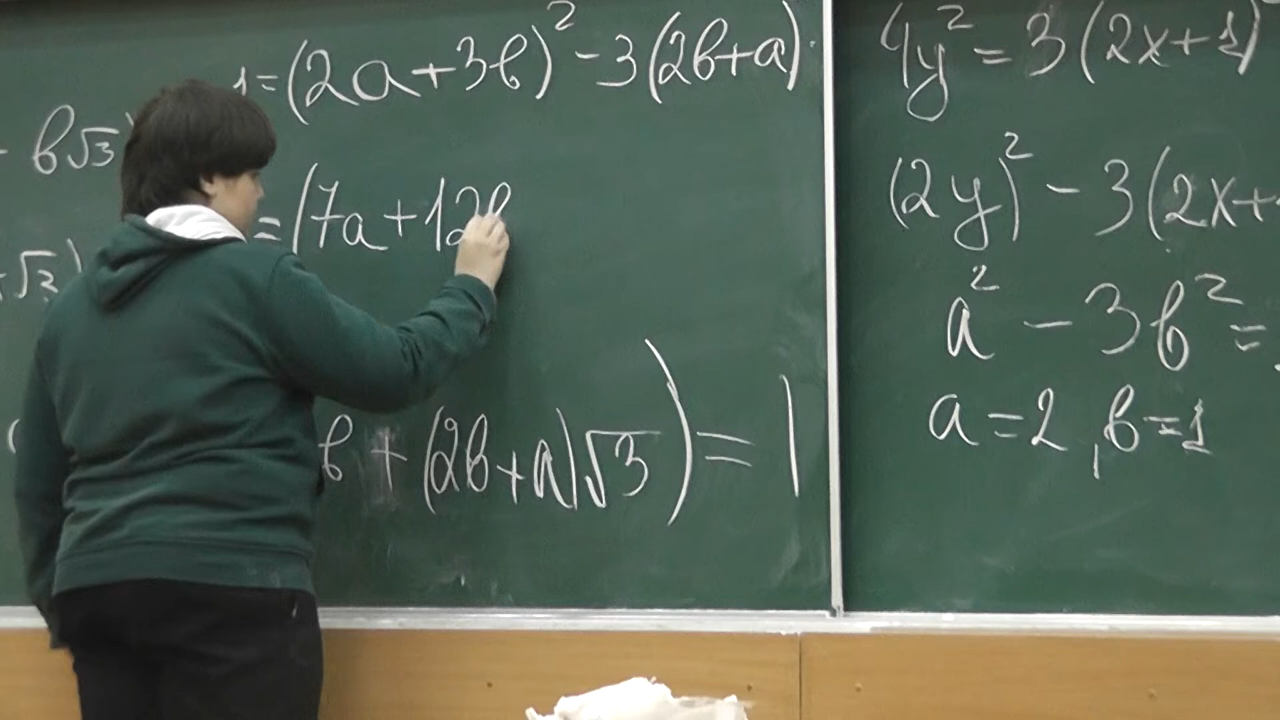 1=(2a+3b)²-3(2b+a)·
- b√3
=(7a+12b
+√3)
b+(2b+a)√3)=1
4y²=3(2x+1)
(2y)²-3(2x+
a²-3b²=
a=2,b=1